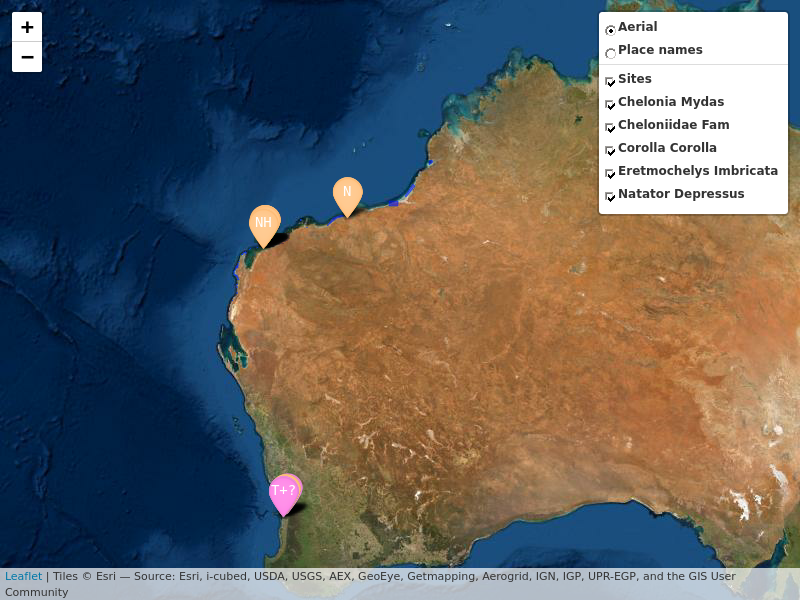 +
−
Aerial
Place names
Sites
Chelonia Mydas
Cheloniidae Fam
Corolla Corolla
Eretmochelys Imbricata
Natator Depressus
N
NH
T+?
Leaflet | Tiles © Esri — Source: Esri, i-cubed, USDA, USGS, AEX, GeoEye, Getmapping, Aerogrid, IGN, IGP, UPR-EGP, and the GIS User
Community